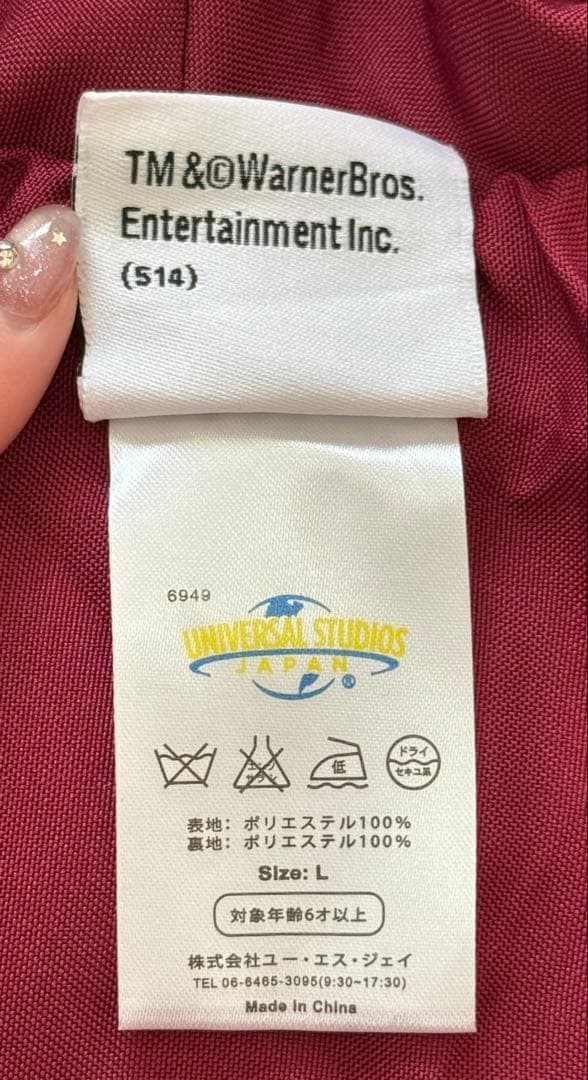 TM &©WarnerBros.
Entertainment Inc.
(514)
6949
UNIVERSAL STUDIOS
JAPAN
®
低
ドライ
セキユ系
表地: ポリエステル100%
裏地: ポリエステル100%
Size: L
対象年齢6才以上
株式会社ユー・エス・ジェイ
TEL 06-6465-3095(9:30-17:30)
Made in China